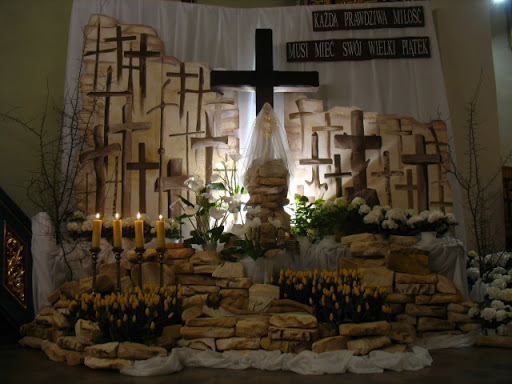 KAŻDA PRAWDZIWA MIŁOŚĆ
MUSI MIEĆ SWÓJ WIELKI PIĄTEK